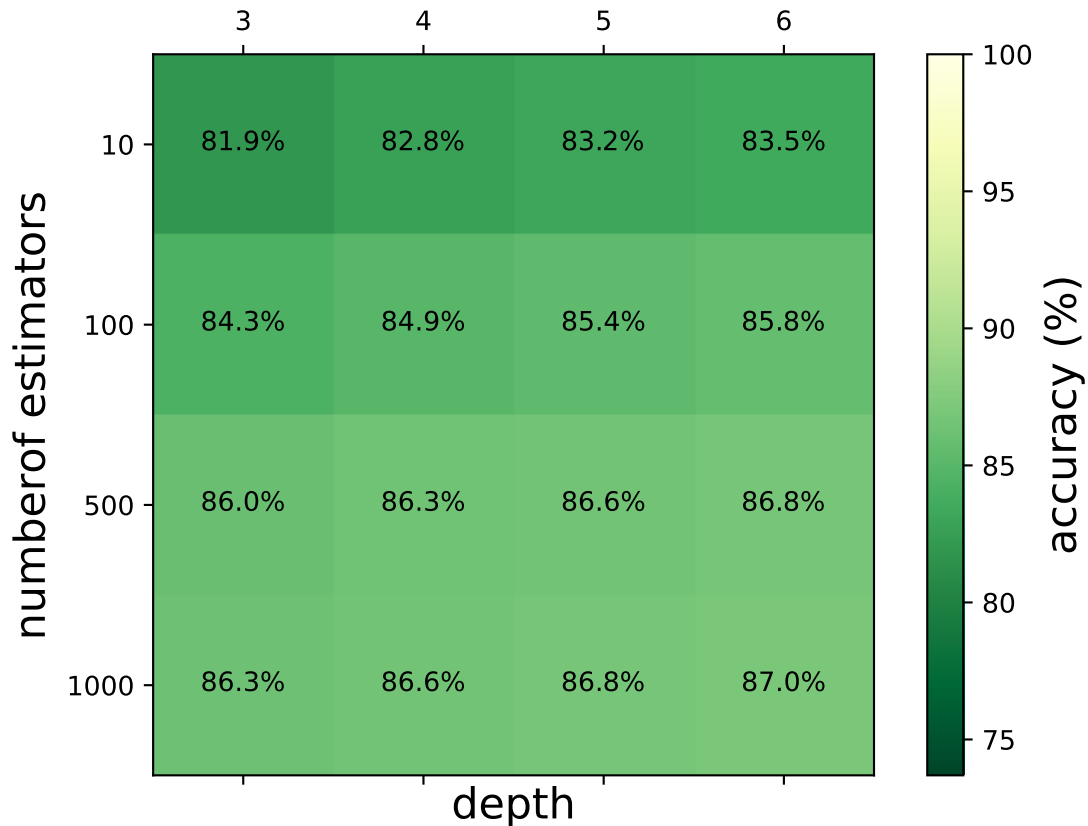 3 4 5 6
10 81.9% 82.8% 83.2% 83.5%
100 84.3% 84.9% 85.4% 85.8%
500 86.0% 86.3% 86.6% 86.8%
1000 86.3% 86.6% 86.8% 87.0%
numberof estimators
depth
100
95
90
85
80
75
accuracy (%)